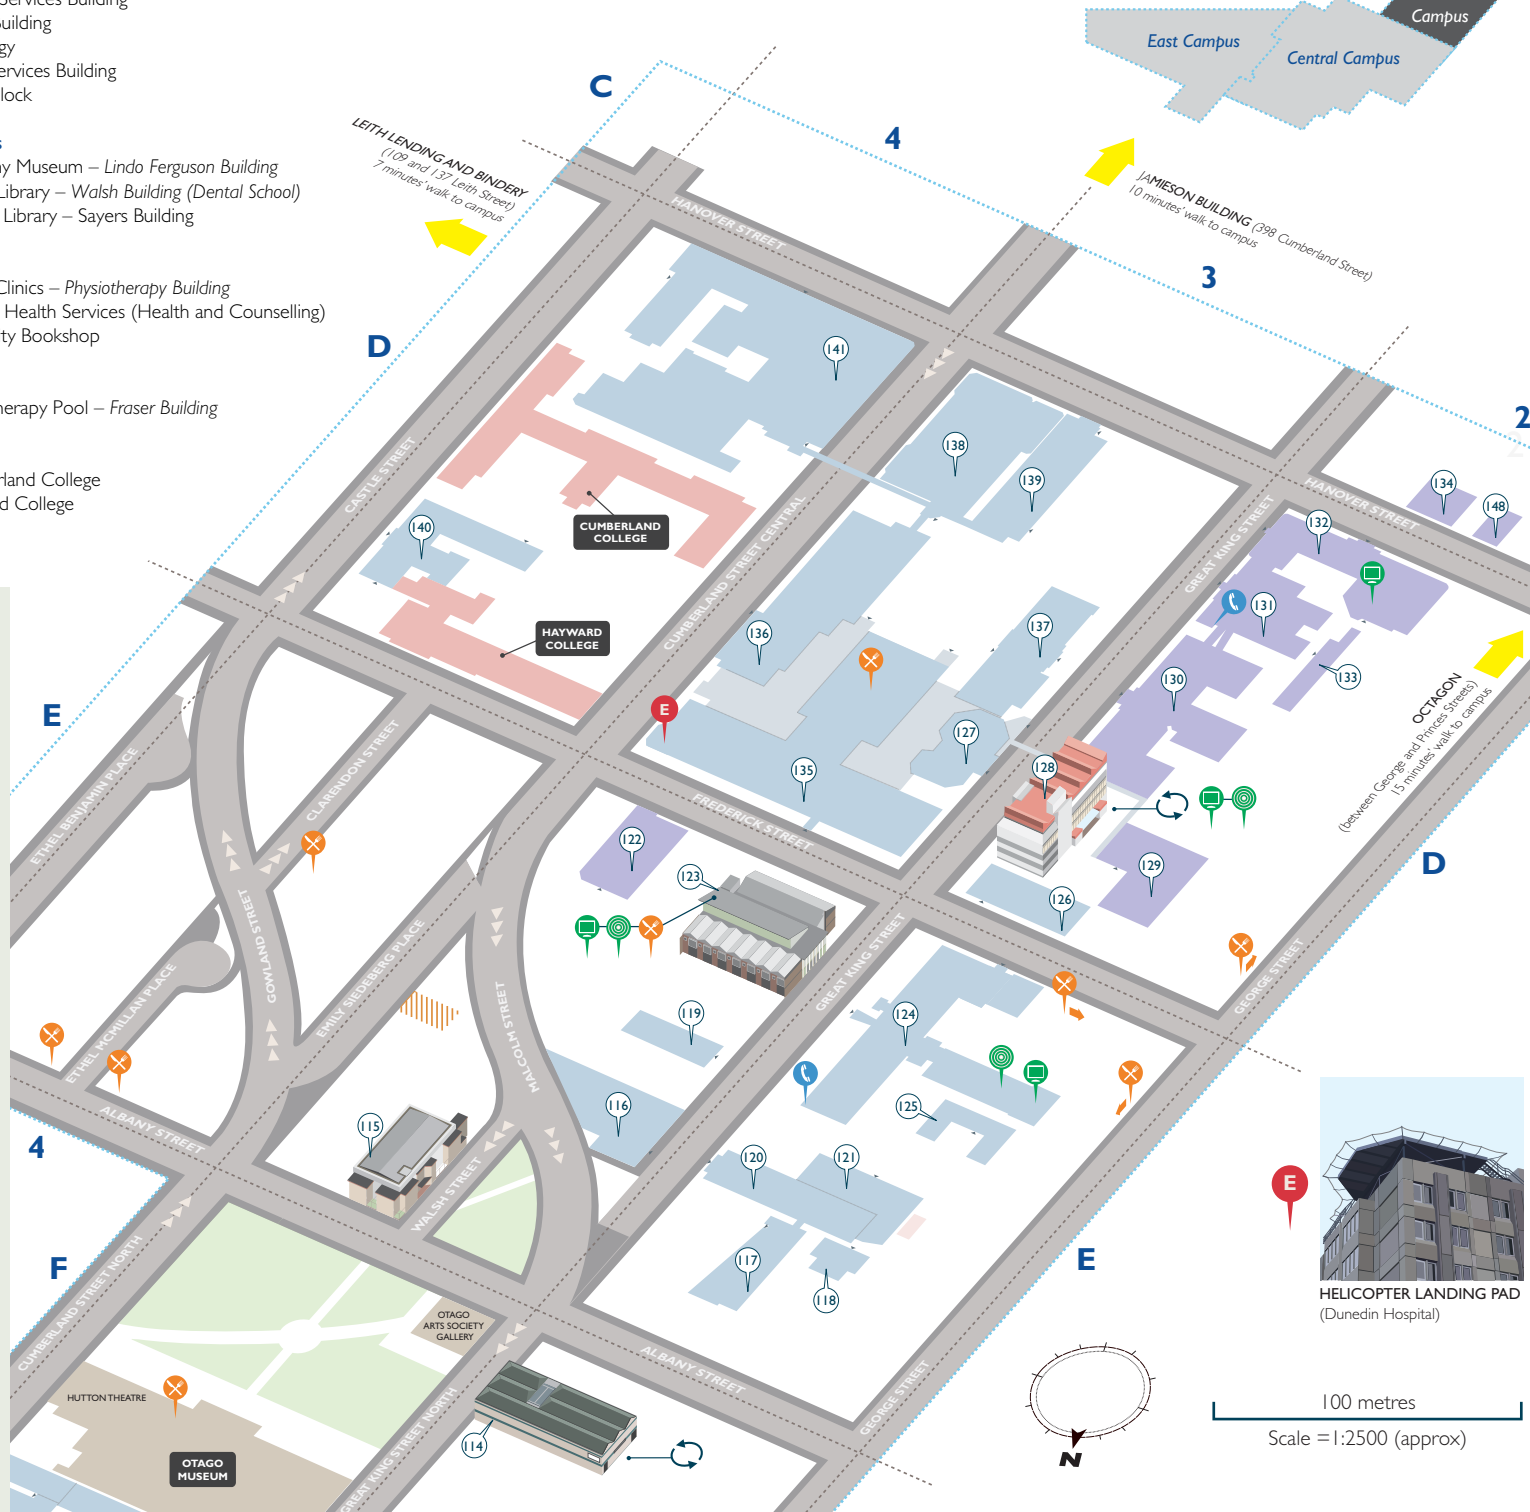 Services Building
Building
gy
ervices Building
lock
s
ny Museum – Lindo Ferguson Building
Library – Walsh Building (Dental School)
Library – Sayers Building
Clinics – Physiotherapy Building
Health Services (Health and Counselling)
ty Bookshop
herapy Pool – Fraser Building
rland College
d College
Campus
East Campus
Central Campus
C
4
LEITH LENDING AND BINDERY
(109 and 137 Leith Street)
7 minutes' walk to campus
JAMIESON BUILDING (398 Cumberland Street)
10 minutes' walk to campus
3
HANOVER STREET
D
141
2
138
139
CASTLE STREET
CUMBERLAND
COLLEGE
140
CUMBERLAND STREET CENTRAL
GREAT KING STREET
HANOVER STREET
134
148
132
131
HAYWARD
COLLEGE
136
137
133
130
OCTAGON
(between George and Princes Streets)
15 minutes' walk to campus
E
E
127
128
135
ETHEL BENJAMIN PLACE
CLARENDON STREET
FREDERICK STREET
122
123
129
D
126
GOWLAND STREET
EMILY SIEDEBERG PLACE
MALCOLM STREET
GREAT KING STREET
GEORGE STREET
ETHEL MCMILLAN PLACE
119
124
116
125
ALBANY STREET
115
4
120
121
E
WALSH STREET
117
118
E
F
CUMBERLAND STREET NORTH
HELICOPTER LANDING PAD
(Dunedin Hospital)
OTAGO
ARTS SOCIETY
GALLERY
HUTTON THEATRE
ALBANY STREET
GEORGE STREET
GREAT KING STREET NORTH
114
OTAGO
MUSEUM
N
100 metres
Scale =1:2500 (approx)